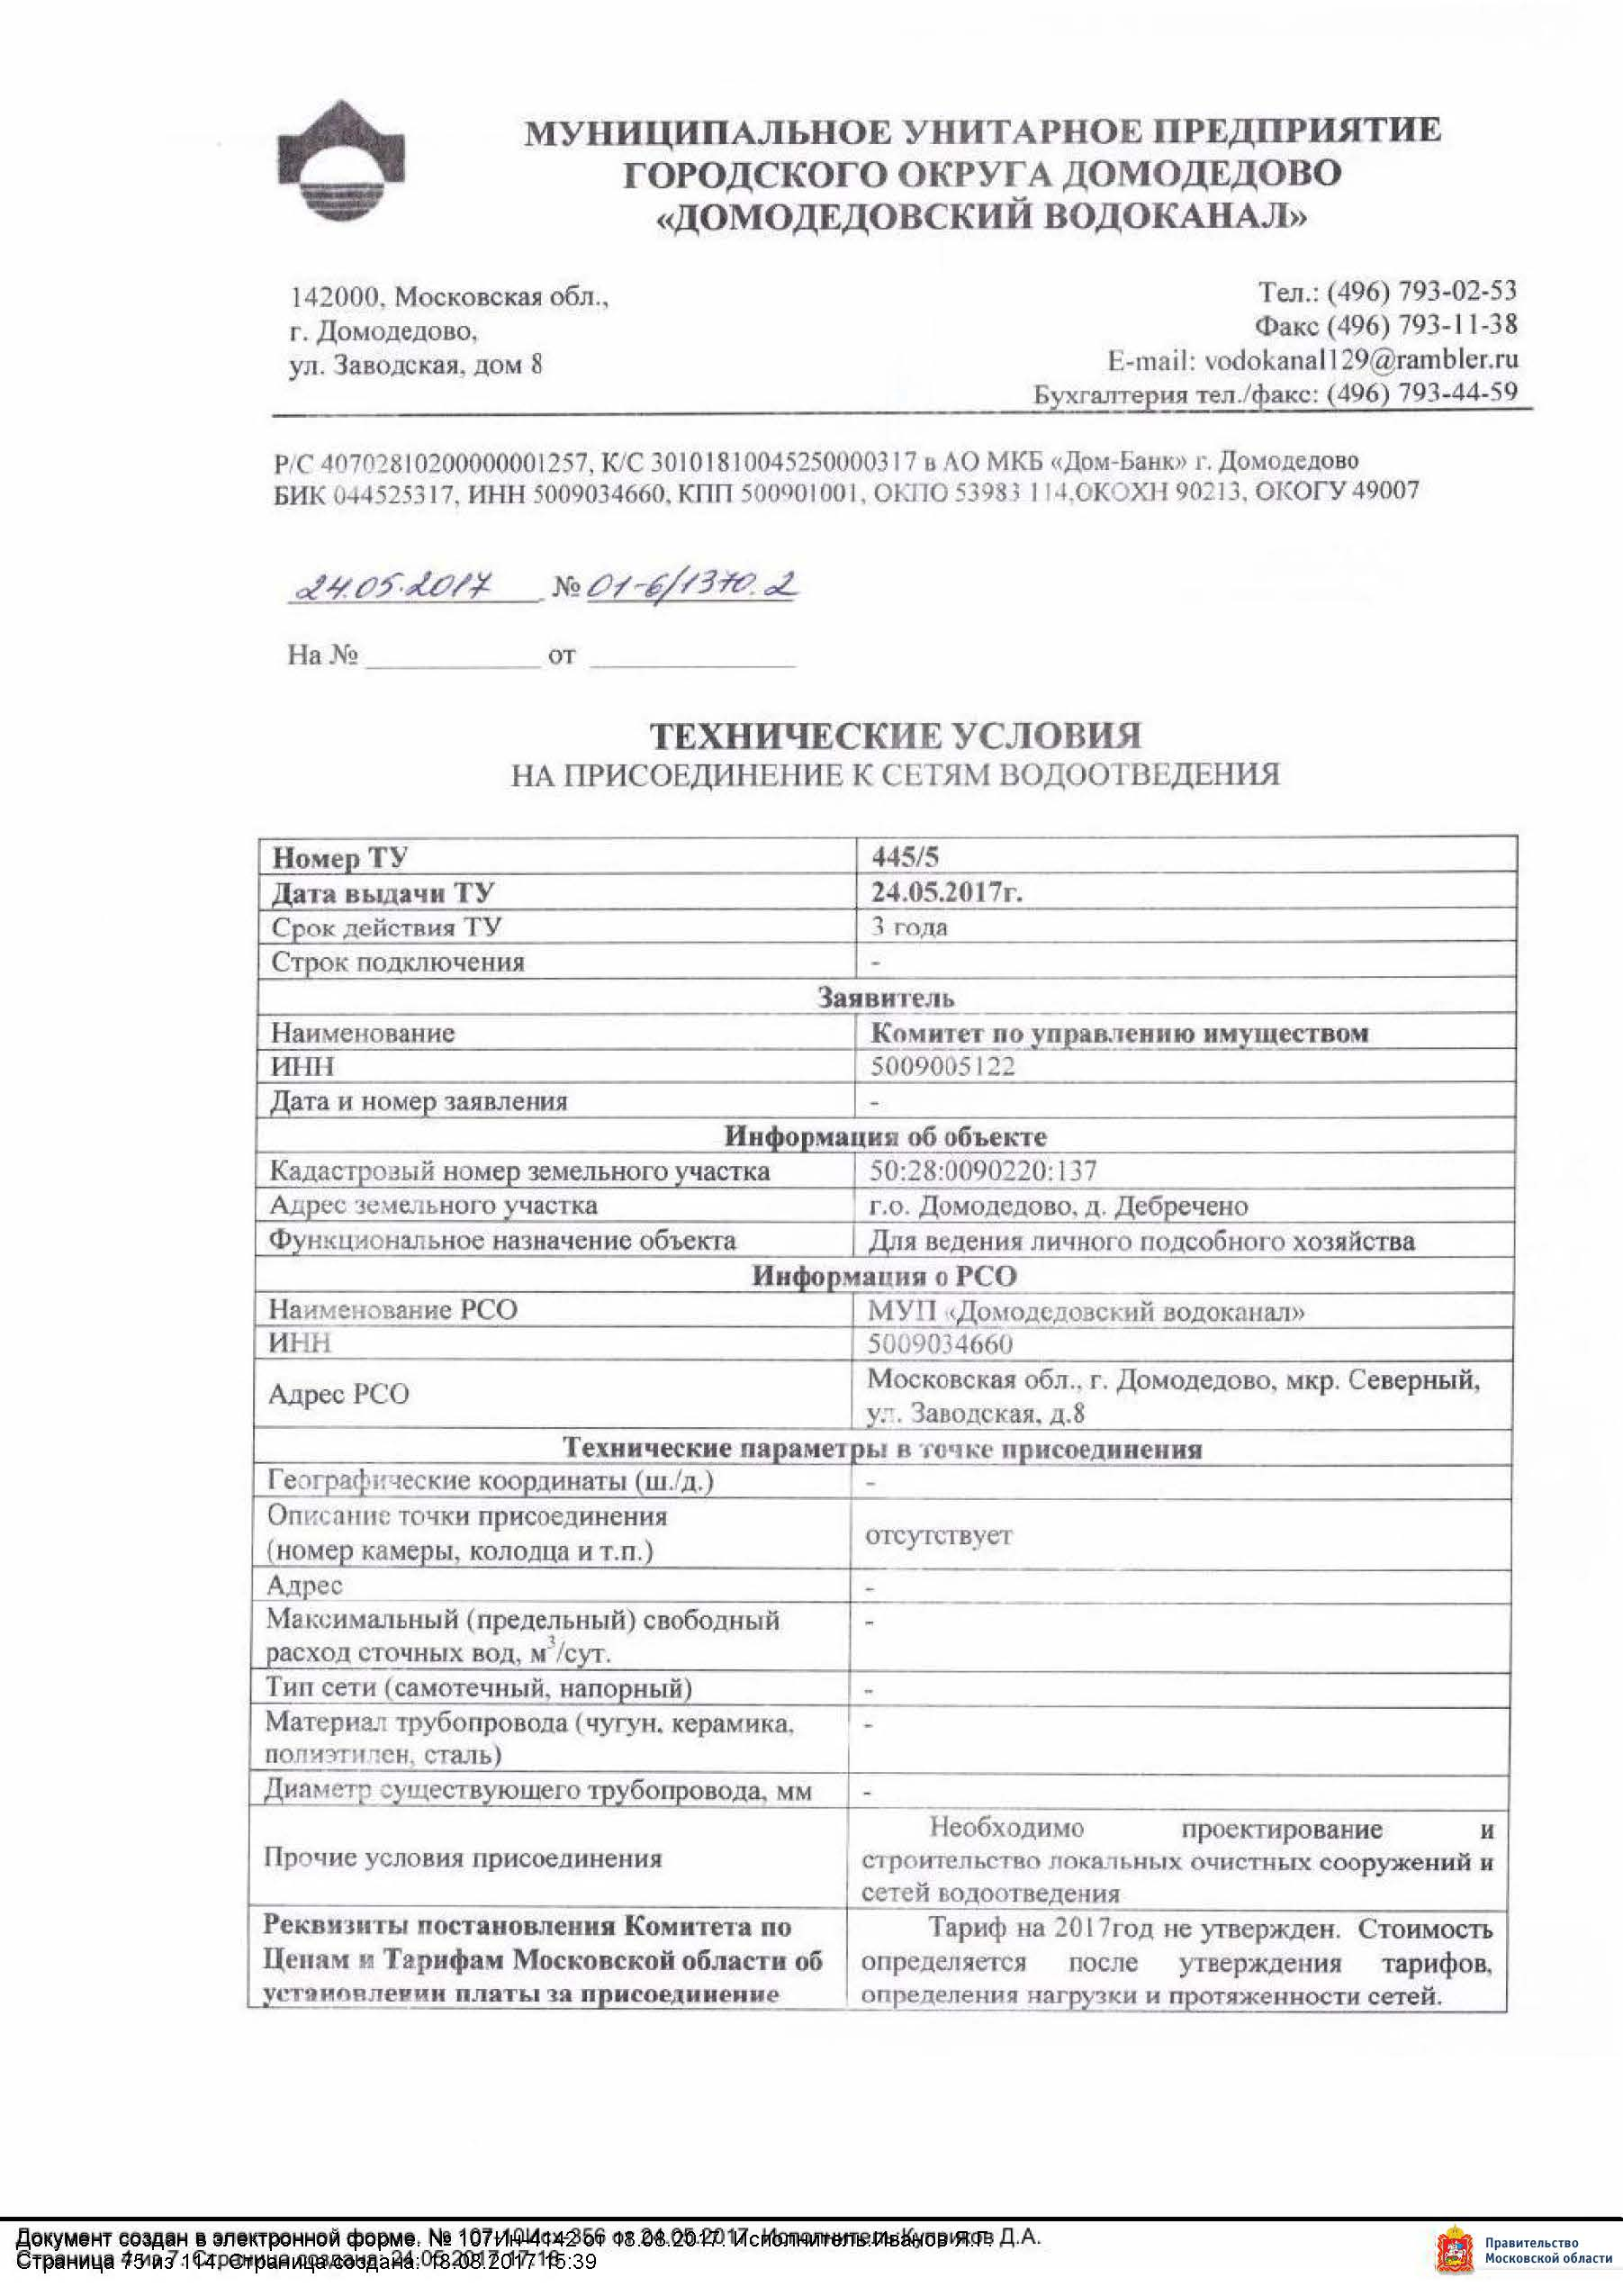 МУНИЦИПАЛЬНОЕ УНИТАРНОЕ ПРЕДПРИЯТИЕ
ГОРОДСКОГО ОКРУГА ДОМОДЕДОВО
«ДОМОДЕДОВСКИЙ ВОДОКАНАЛ»
142000, Московская обл.,
г. Домодедово,
ул. Заводская, дом 8
Тел.: (496) 793-02-53
Факс (496) 793-11-38
E-mail: vodokanal129@rambler.ru
Бухгалтерия тел./факс: (496) 793-44-59
Р/С 40702810200000001257, К/С 30101810045250000317 в АО МКБ «Дом-Банк» г. Домодедово
БИК 044525317, ИНН 5009034660, КПП 500901001, ОКПО 53983 114,ОКОХН 90213, ОКОГУ 49007
24.05.2017 № 01-6/1370.2
На № от
ТЕХНИЧЕСКИЕ УСЛОВИЯ
НА ПРИСОЕДИНЕНИЕ К СЕТЯМ ВОДООТВЕДЕНИЯ
Номер ТУ 445/5
Дата выдачи ТУ 24.05.2017г.
Срок действия ТУ 3 года
Строк подключения -
Заявитель
Наименование Комитет по управлению имуществом
ИНН 5009005122
Дата и номер заявления -
Информация об объекте
Кадастровый номер земельного участка 50:28:0090220:137
Адрес земельного участка г.о. Домодедово, д. Дебречено
Функциональное назначение объекта Для ведения личного подсобного хозяйства
Информация о РСО
Наименование РСО МУП «Домодедовский водоканал»
ИНН 5009034660
Адрес РСО
Московская обл., г. Домодедово, мкр. Северный,
ул. Заводская, д.8
Технические параметры в точке присоединения
Географические координаты (ш./д.) -
Описание точки присоединения
(номер камеры, колодца и т.п.)
отсутствует
Адрес -
Максимальный (предельный) свободный -
расход сточных вод, м³/сут.
Тип сети (самотечный, напорный) -
Материал трубопровода (чугун, керамика, -
полиэтилен, сталь)
Диаметр существующего трубопровода, мм -
Прочие условия присоединения
Необходимо проектирование и
строительство локальных очистных сооружений и
сетей водоотведения
Реквизиты постановления Комитета по
Ценам и Тарифам Московской области об
установлении платы за присоединение
Тариф на 2017год не утвержден. Стоимость
определяется после утверждения тарифов,
определения нагрузки и протяженности сетей.
Документ создан в электронной форме. №
Д.А.
Правительство
Московской области